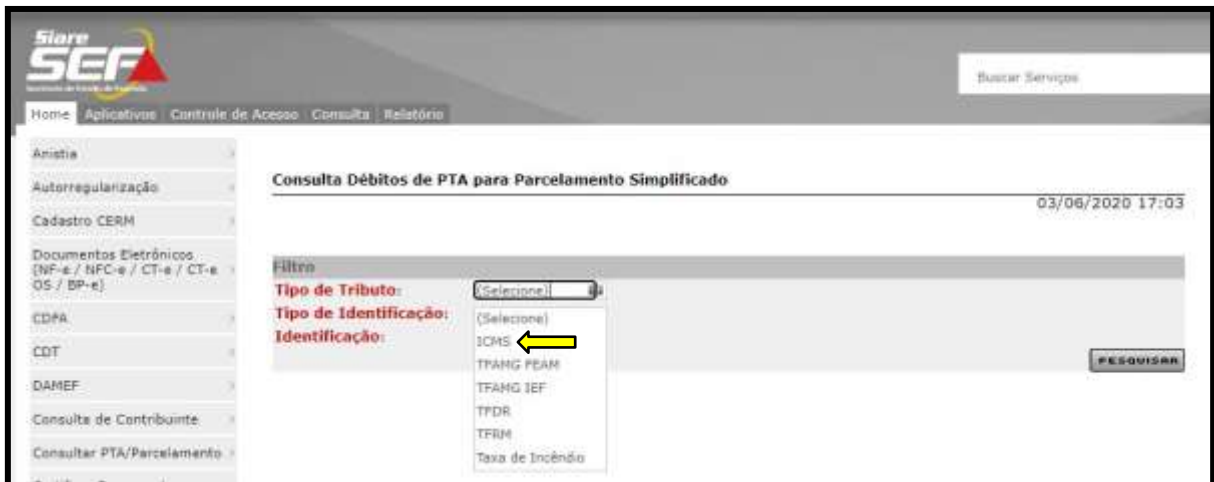 Siare
SEF
Buscar Serviços
Home Aplicativos Controle de Acesso Consulta Relatório
Anistia
Autorregularização
Cadastro CERM
Documentos Eletrônicos
(NF-e / NFC-e / CT-e / CT-e
OS / BP-e)
CDPA
CDT
DAMEF
Consulta de Contribuinte
Consultar PTA/Parcelamento
Consulta Débitos de PTA para Parcelamento Simplificado
03/06/2020 17:03
Filtro
Tipo de Tributo: (Selecione)
Tipo de Identificação:
Identificação:
(Selecione)
ICMS
TFAMG FEAM
TFAMG IEF
TFDR
TFRM
Taxa de Incêndio
PESQUISAR